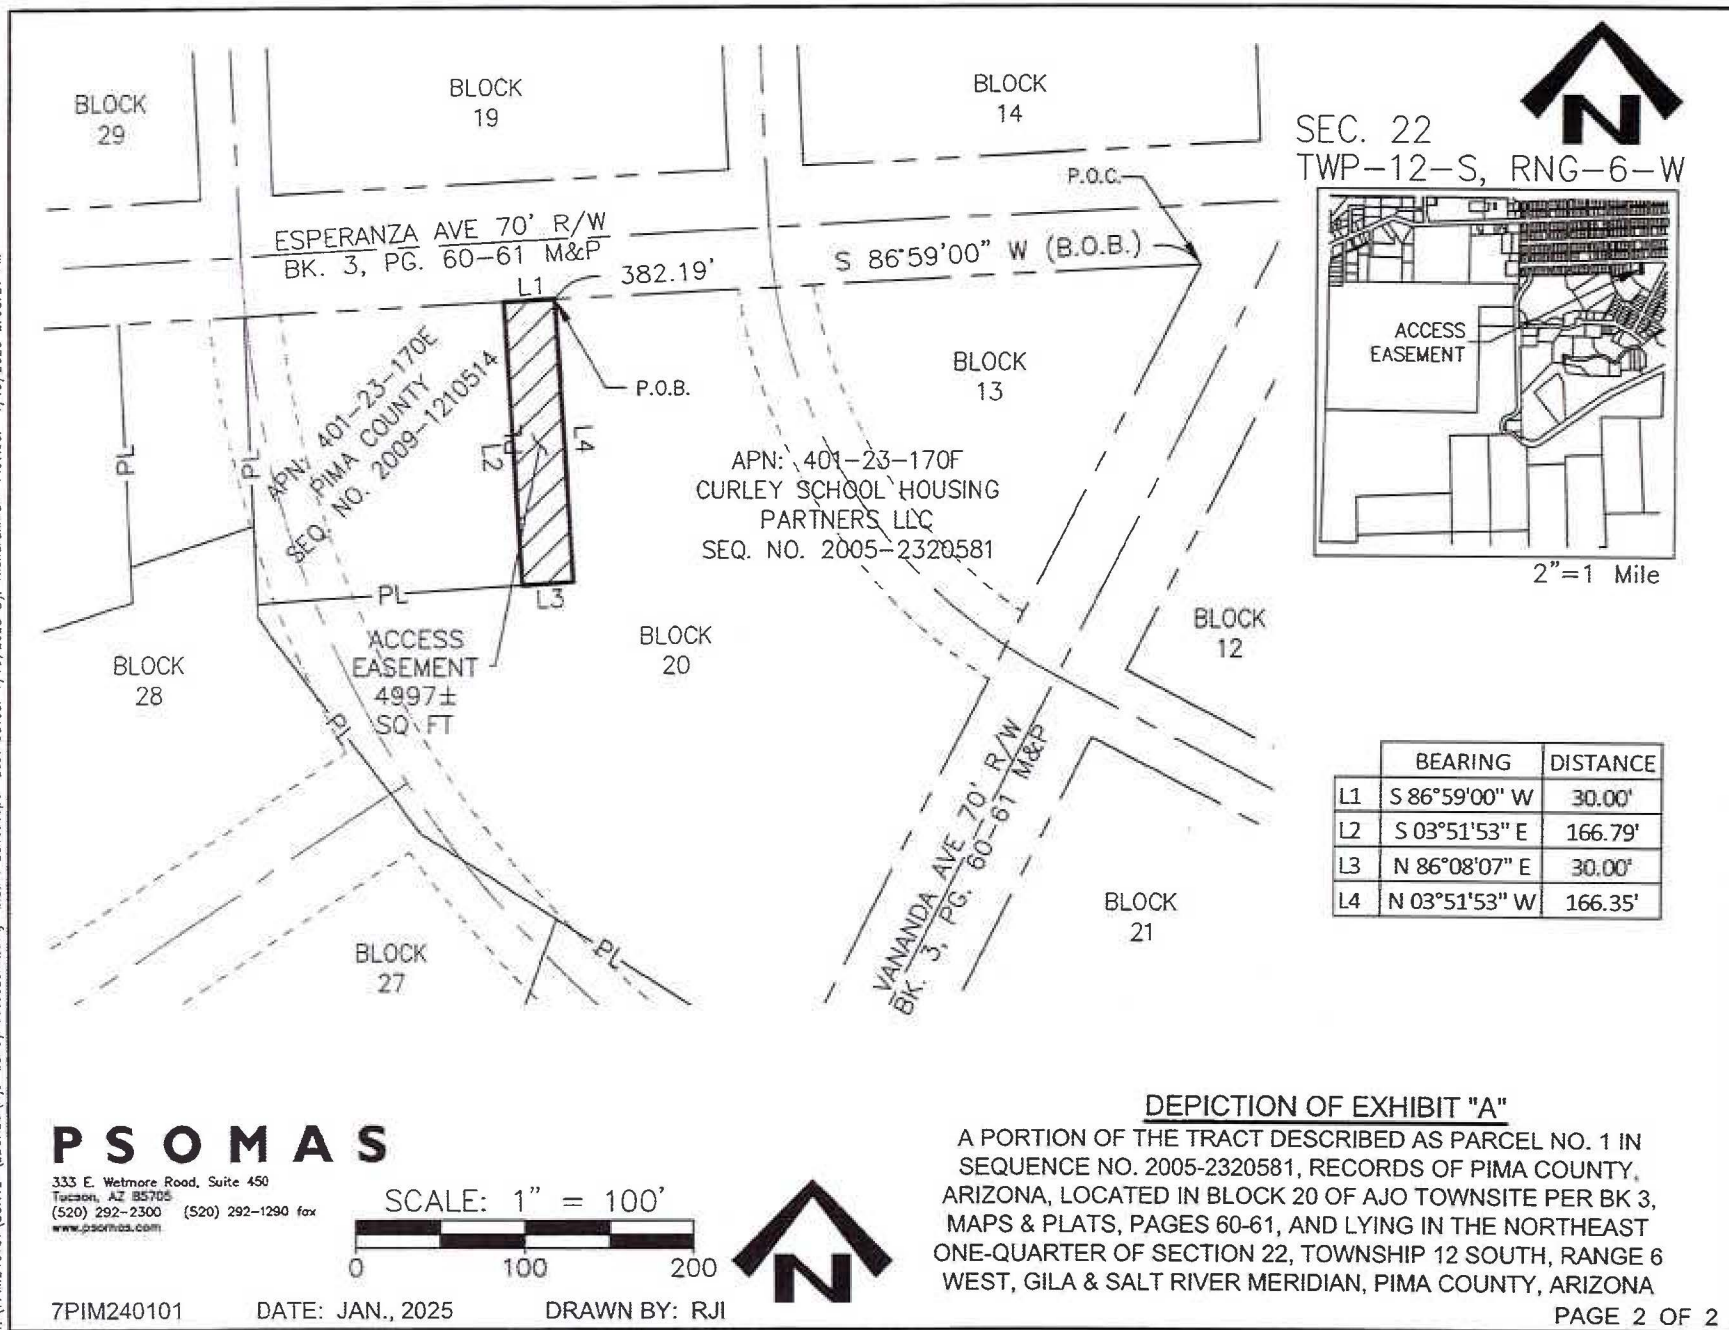 BLOCK
29
BLOCK
19
BLOCK
14
SEC. 22
TWP-12-S, RNG-6-W
N
P.O.C.
ESPERANZA AVE 70' R/W
BK. 3, PG. 60-61 M&P
L1
382.19'
S 86°59'00" W (B.O.B.)
ACCESS
EASEMENT
2"=1 Mile
APN: 401-23-170E
PIMA COUNTY
SEQ. NO. 2009-1210514
P.O.B.
BLOCK
13
PL
PL
L2
PL
L4
APN: 401-23-170F
CURLEY SCHOOL HOUSING
PARTNERS LLC
SEQ. NO. 2005-2320581
PL
L3
ACCESS
EASEMENT
4997±
SQ FT
BLOCK
20
BLOCK
12
BLOCK
28
PL
VANANDA AVE 70' R/W
BK. 3, PG. 60-61 M&P
BEARING DISTANCE
L1 S 86°59'00" W 30.00'
L2 S 03°51'53" E 166.79'
L3 N 86°08'07" E 30.00'
L4 N 03°51'53" W 166.35'
BLOCK
21
BLOCK
27
PL
PSOMAS
333 E. Wetmore Road, Suite 450
Tucson, AZ 85705
(520) 292-2300 (520) 292-1290 fax
www.psomas.com
SCALE: 1" = 100'
0 100 200
N
7PIM240101 DATE: JAN., 2025 DRAWN BY: RJI
DEPICTION OF EXHIBIT "A"
A PORTION OF THE TRACT DESCRIBED AS PARCEL NO. 1 IN
SEQUENCE NO. 2005-2320581, RECORDS OF PIMA COUNTY,
ARIZONA, LOCATED IN BLOCK 20 OF AJO TOWNSITE PER BK 3,
MAPS & PLATS, PAGES 60-61, AND LYING IN THE NORTHEAST
ONE-QUARTER OF SECTION 22, TOWNSHIP 12 SOUTH, RANGE 6
WEST, GILA & SALT RIVER MERIDIAN, PIMA COUNTY, ARIZONA
PAGE 2 OF 2